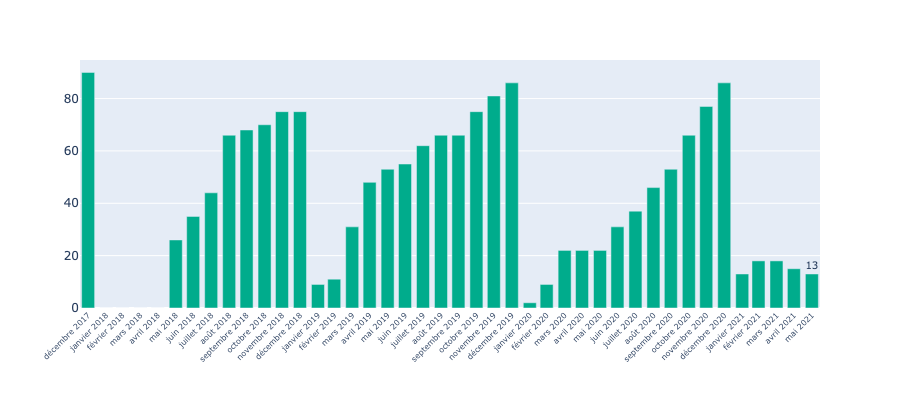 80
60
40
20
0
13
décembre 2017
janvier 2018
février 2018
mars 2018
avril 2018
mai 2018
juin 2018
juillet 2018
août 2018
septembre 2018
octobre 2018
novembre 2018
décembre 2018
janvier 2019
février 2019
mars 2019
avril 2019
mai 2019
juin 2019
juillet 2019
août 2019
septembre 2019
octobre 2019
novembre 2019
décembre 2019
janvier 2020
février 2020
mars 2020
avril 2020
mai 2020
juin 2020
juillet 2020
août 2020
septembre 2020
octobre 2020
novembre 2020
décembre 2020
janvier 2021
février 2021
mars 2021
avril 2021
mai 2021